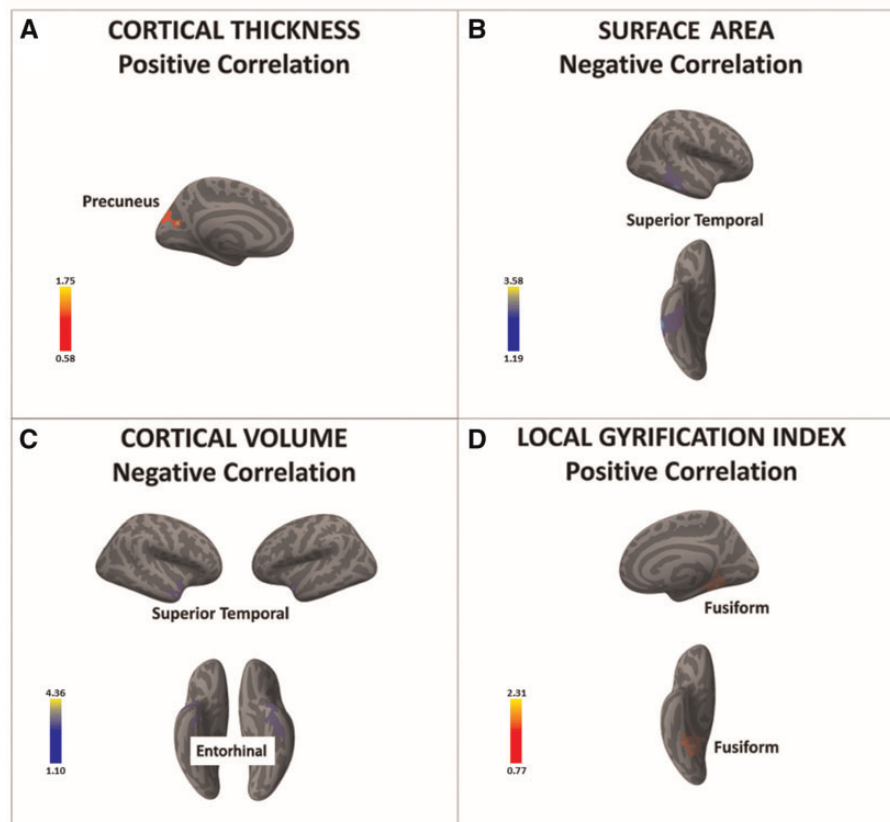 A
CORTICAL THICKNESS
Positive Correlation
Precuneus
1.75
0.58
B
SURFACE AREA
Negative Correlation
Superior Temporal
3.58
1.19
C
CORTICAL VOLUME
Negative Correlation
Superior Temporal
4.36
1.10
Entorhinal
D
LOCAL GYRIFICATION INDEX
Positive Correlation
Fusiform
2.31
0.77
Fusiform